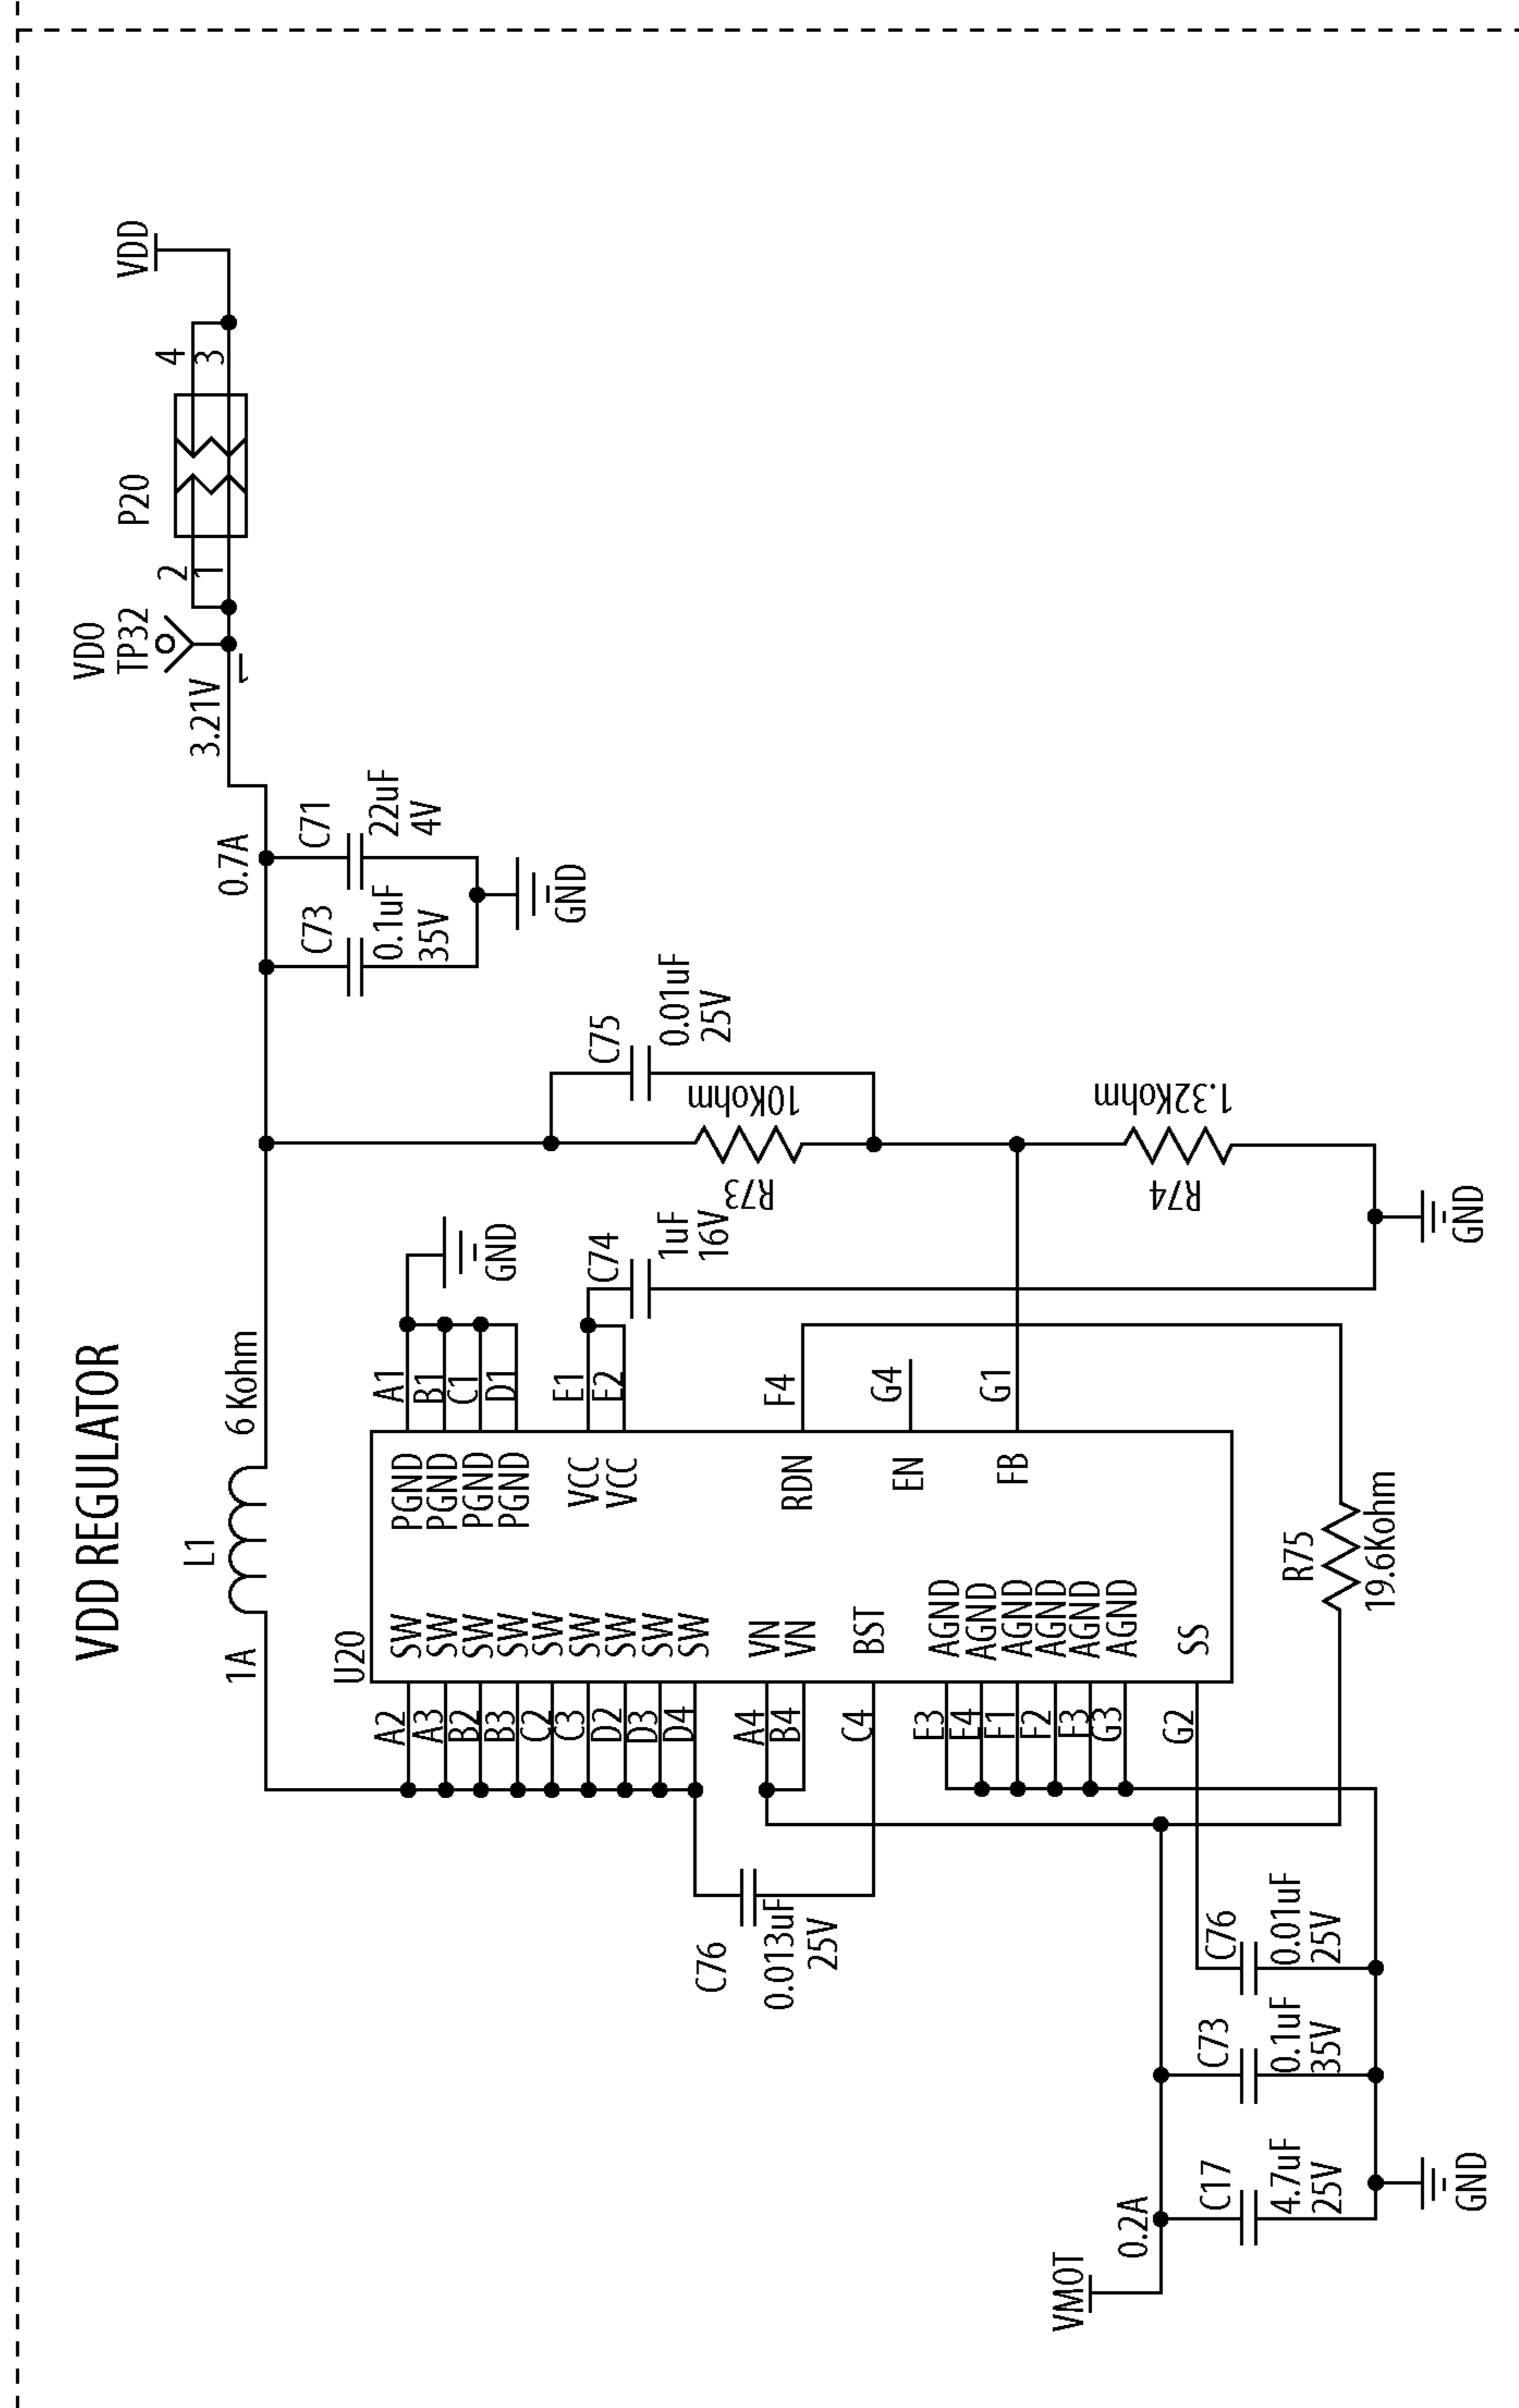 VDD REGULATOR
VMOT
0.2A
C17
4.7uF
25V
C73
0.1uF
35V
C76
0.01uF
25V
GND
C76
0.013uF
25V
1A
L1
6 Kohm
U20
A2 SW
A3 SW
B2 SW
B3 SW
C2 SW
C3 SW
D2 SW
D3 SW
D4 SW
A4 VN
B4 VN
C4 BST
E3 AGND
E4 AGND
F1 AGND
F2 AGND
F3 AGND
G3 AGND
G2 SS
PGND A1
PGND B1
PGND C1
PGND D1
VCC E1
VCC E2
RDN F4
EN G4
FB G1
GND
C74
1uF
16V
R75
19.6Kohm
R73
10Kohm
C75
0.01uF
25V
R74
1.32Kohm
GND
C73
0.1uF
35V
0.7A
C71
22uF
4V
GND
3.21V
VDO
TP32
1
P20
2
1
4
3
VDD